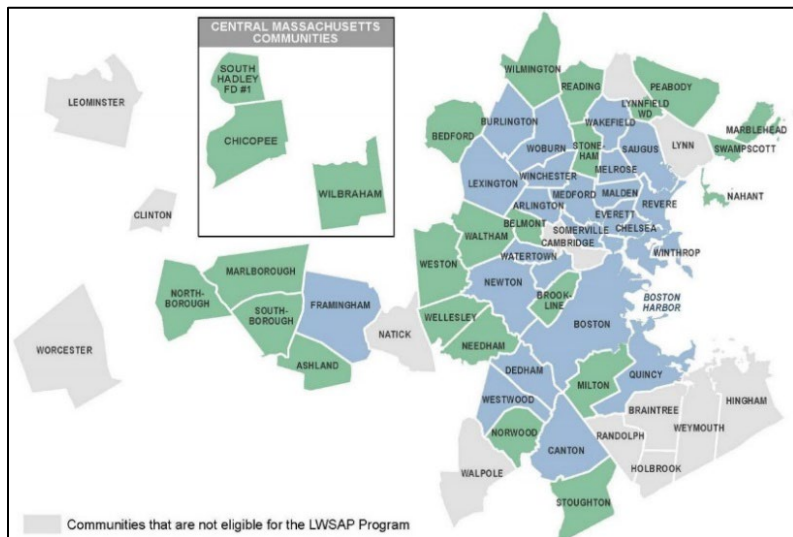 CENTRAL MASSACHUSETTS
COMMUNITIES
SOUTH
HADLEY
FD #1
CHICOPEE
WILBRAHAM
LEOMINSTER
CLINTON
WORCESTER
WILMINGTON
READING
PEABODY
LYNNFIELD
WD
MARBLEHEAD
BURLINGTON
WAKEFIELD
BEDFORD
STONE-
HAM
LYNN
SWAMPSCOTT
WOBURN
SAUGUS
MELROSE
WINCHESTER
LEXINGTON
NAHANT
ARLINGTON
MEDFORD
MALDEN
REVERE
EVERETT
BELMONT
SOMERVILLE
CHELSEA
WALTHAM
CAMBRIDGE
WINTHROP
WATERTOWN
WESTON
MARLBOROUGH
NORTH-
BOROUGH
SOUTH-
BOROUGH
FRAMINGHAM
NEWTON
BROOK-
LINE
BOSTON
HARBOR
NATICK
WELLESLEY
BOSTON
ASHLAND
NEEDHAM
DEDHAM
MILTON
QUINCY
WESTWOOD
HINGHAM
BRAINTREE
WEYMOUTH
NORWOOD
RANDOLPH
CANTON
HOLBROOK
WALPOLE
STOUGHTON
Communities that are not eligible for the LWSAP Program